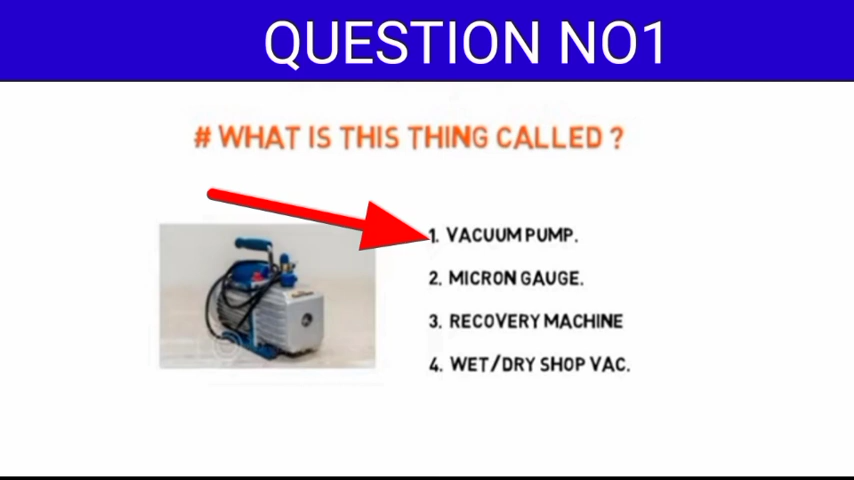 QUESTION NO1
# WHAT IS THIS THING CALLED ?
1. VACUUM PUMP.
2. MICRON GAUGE.
3. RECOVERY MACHINE
4. WET/DRY SHOP VAC.